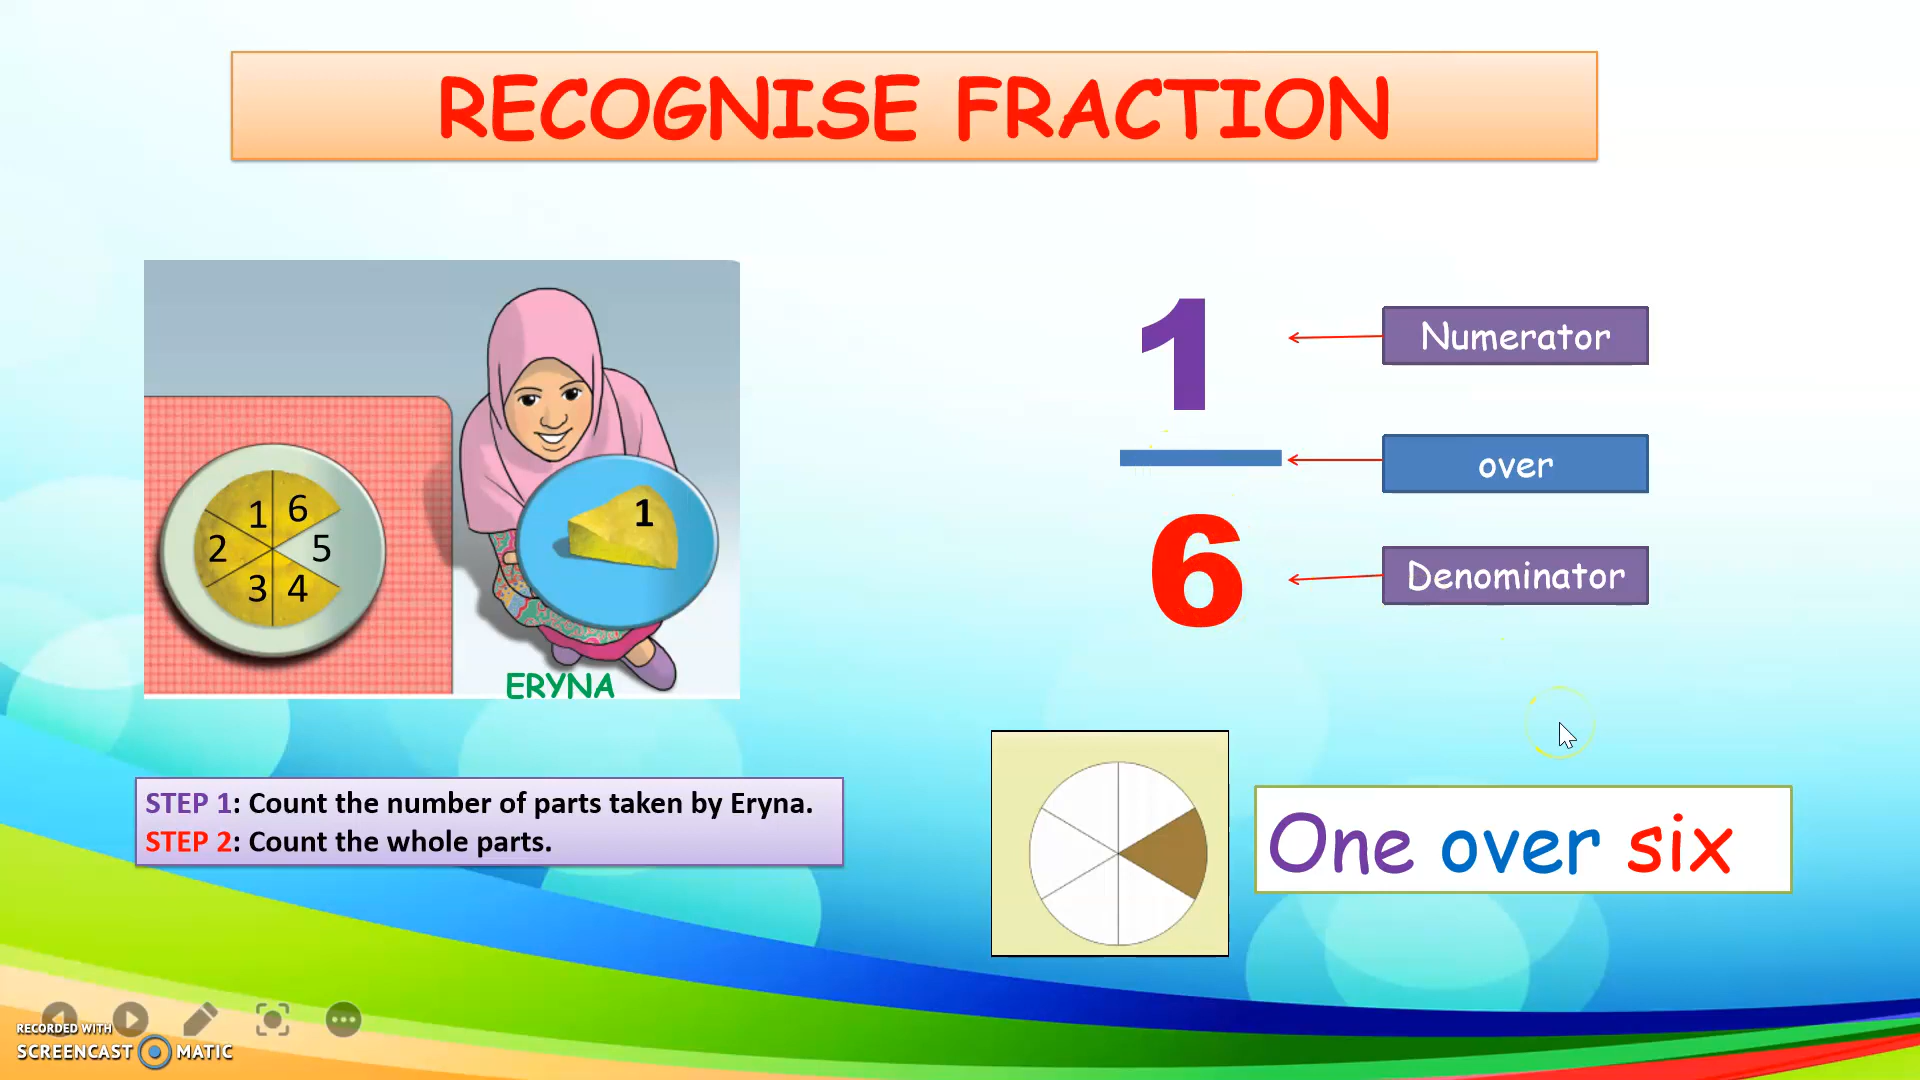 RECOGNISE FRACTION
1 6
2 5
3 4
1
ERYNA
STEP 1: Count the number of parts taken by Eryna.
STEP 2: Count the whole parts.
1
Numerator
over
6
Denominator
One over six
RECORDED WITH
SCREENCAST MATIC